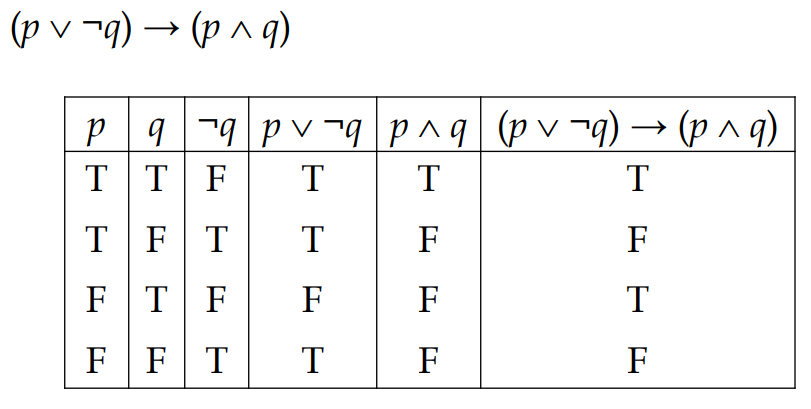 (p ∨ ¬q) → (p ∧ q)
p q ¬q p ∨ ¬q p ∧ q (p ∨ ¬q) → (p ∧ q)
T T F T T T
T F T T F F
F T F F F T
F F T T F F